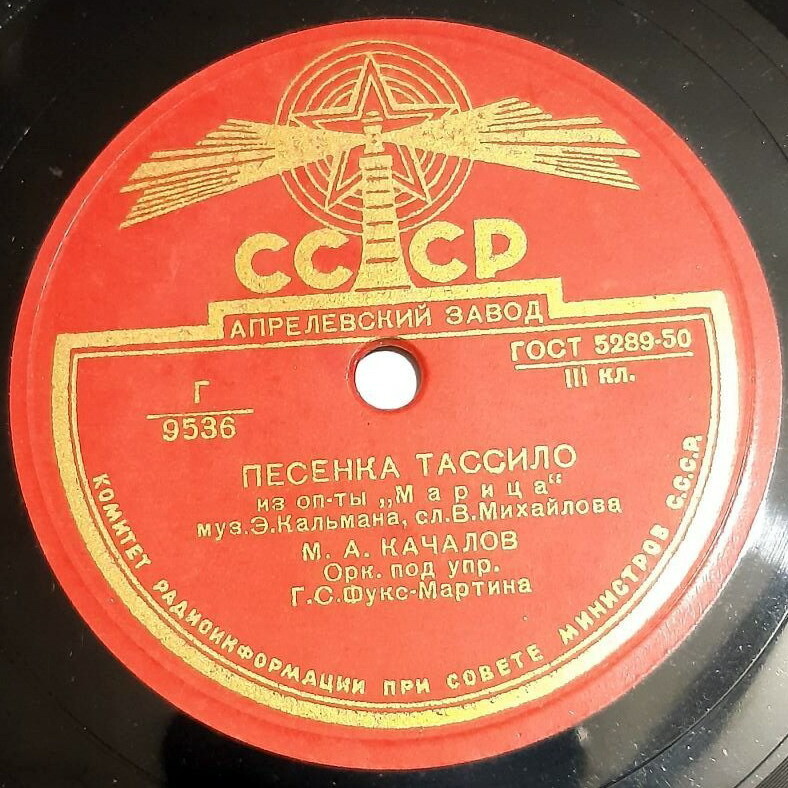 СССР
АПРЕЛЕВСКИЙ ЗАВОД
ГОСТ 5289-50
III кл.
Г
9536
ПЕСЕНКА ТАССИЛО
из оп-ты „Марица“
муз.Э.Кальмана, сл.В.Михайлова
М. А. КАЧАЛОВ
Орк. под упр.
Г.С.Фукс-Мартина
КОМИТЕТ РАДИОИНФОРМАЦИИ ПРИ СОВЕТЕ МИНИСТРОВ С.С.С.Р.